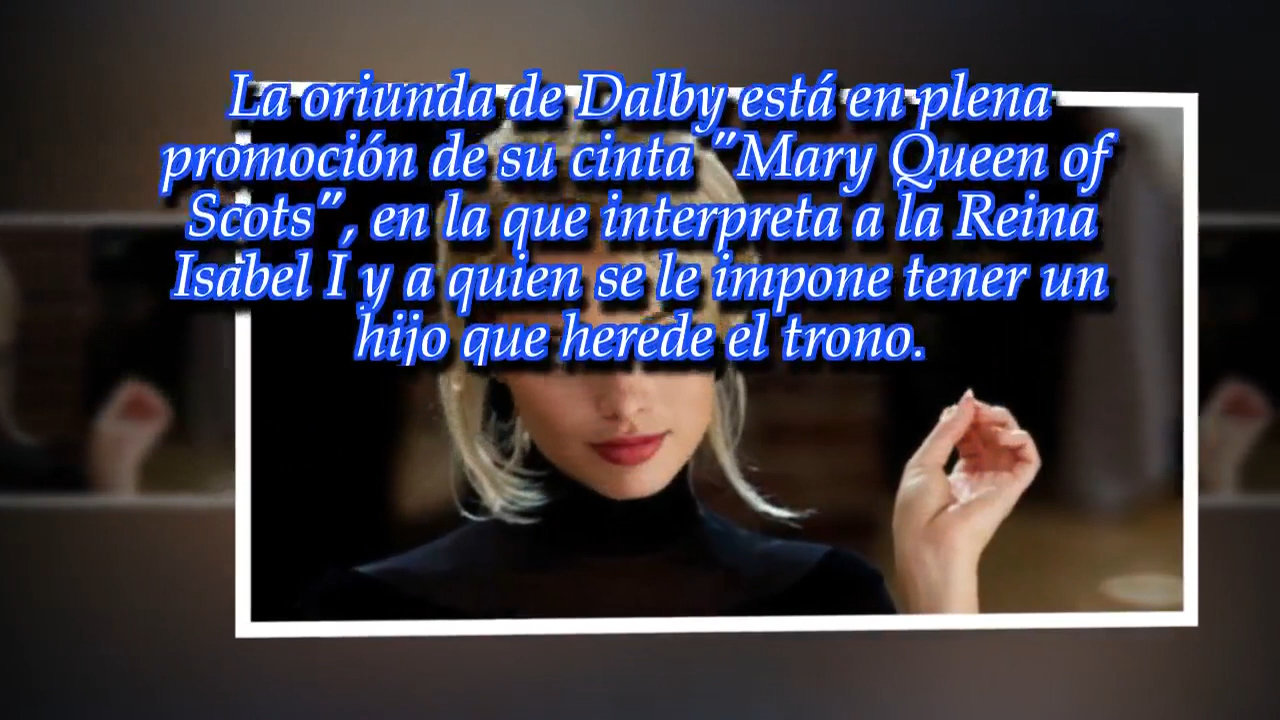 La oriunda de Dalby está en plena
promoción de su cinta "Mary Queen of
Scots", en la que interpreta a la Reina
Isabel I y a quien se le impone tener un
hijo que herede el trono.